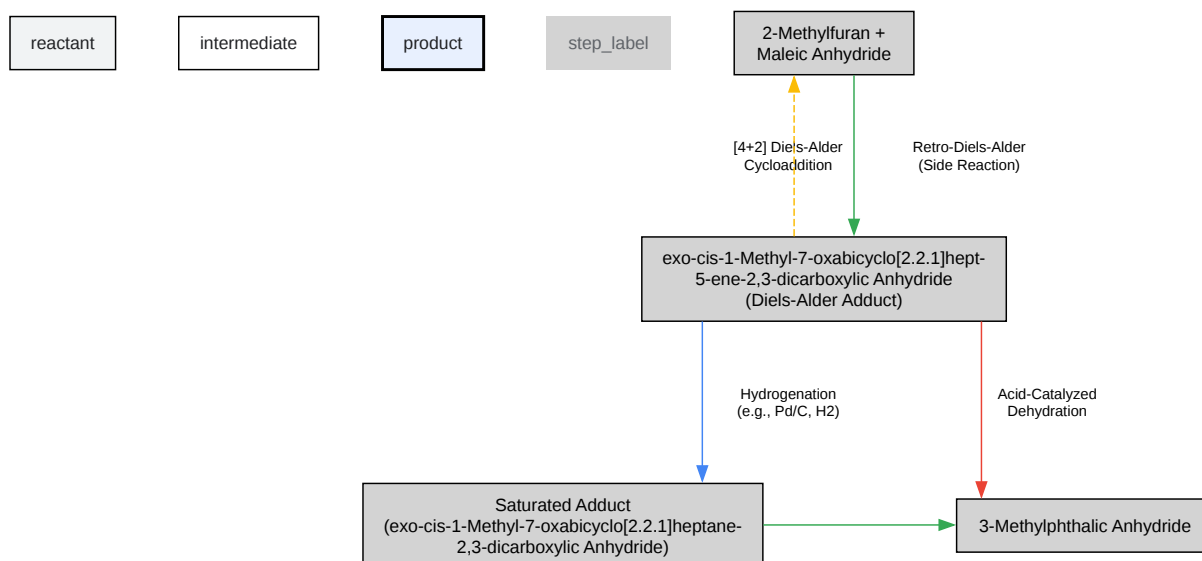 reactant
intermediate
product
step_label
2-Methylfuran +
Maleic Anhydride
[4+2] Diels-Alder
Cycloaddition
Retro-Diels-Alder
(Side Reaction)
exo-cis-1-Methyl-7-oxabicyclo[2.2.1]hept-
5-ene-2,3-dicarboxylic Anhydride
(Diels-Alder Adduct)
Hydrogenation
(e.g., Pd/C, H2)
Acid-Catalyzed
Dehydration
Saturated Adduct
(exo-cis-1-Methyl-7-oxabicyclo[2.2.1]heptane-
2,3-dicarboxylic Anhydride)
3-Methylphthalic Anhydride